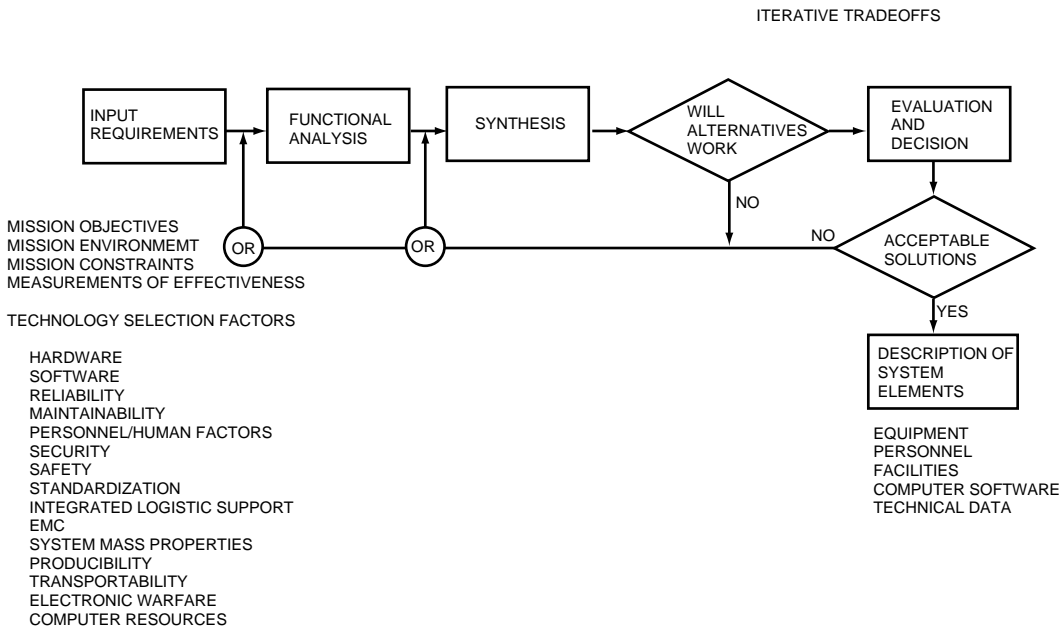 ITERATIVE TRADEOFFS
INPUT
REQUIREMENTS
FUNCTIONAL
ANALYSIS
SYNTHESIS
WILL
ALTERNATIVES
WORK
EVALUATION
AND
DECISION
NO
MISSION OBJECTIVES
MISSION ENVIRONMEMT
MISSION CONSTRAINTS
MEASUREMENTS OF EFFECTIVENESS
OR
OR
NO
ACCEPTABLE
SOLUTIONS
YES
TECHNOLOGY SELECTION FACTORS
HARDWARE
SOFTWARE
RELIABILITY
MAINTAINABILITY
PERSONNEL/HUMAN FACTORS
SECURITY
SAFETY
STANDARDIZATION
INTEGRATED LOGISTIC SUPPORT
EMC
SYSTEM MASS PROPERTIES
PRODUCIBILITY
TRANSPORTABILITY
ELECTRONIC WARFARE
COMPUTER RESOURCES
DESCRIPTION OF
SYSTEM
ELEMENTS
EQUIPMENT
PERSONNEL
FACILITIES
COMPUTER SOFTWARE
TECHNICAL DATA